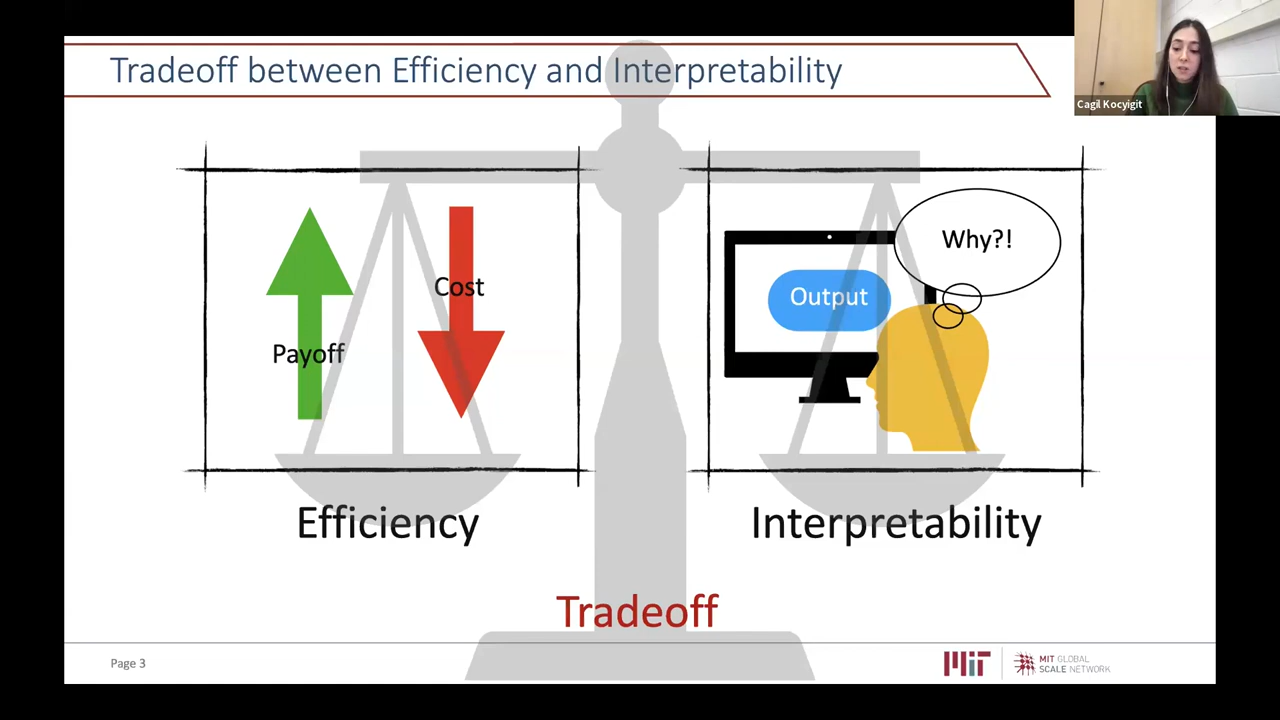 Tradeoff between Efficiency and Interpretability
Cagil Kocyigit
Payoff
Cost
Output
Why?!
Efficiency
Interpretability
Tradeoff
Page 3
MIT
MIT GLOBAL
SCALE NETWORK